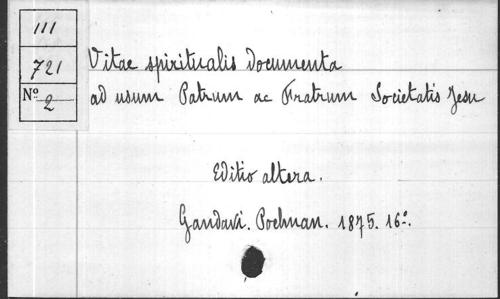 111
721
Nº 2
Vitae spiritualis documenta
ad usum Patrum ac Fratrum Societatis Jesu
Editio altera.
Gandavi. Poelman. 1875. 16º.